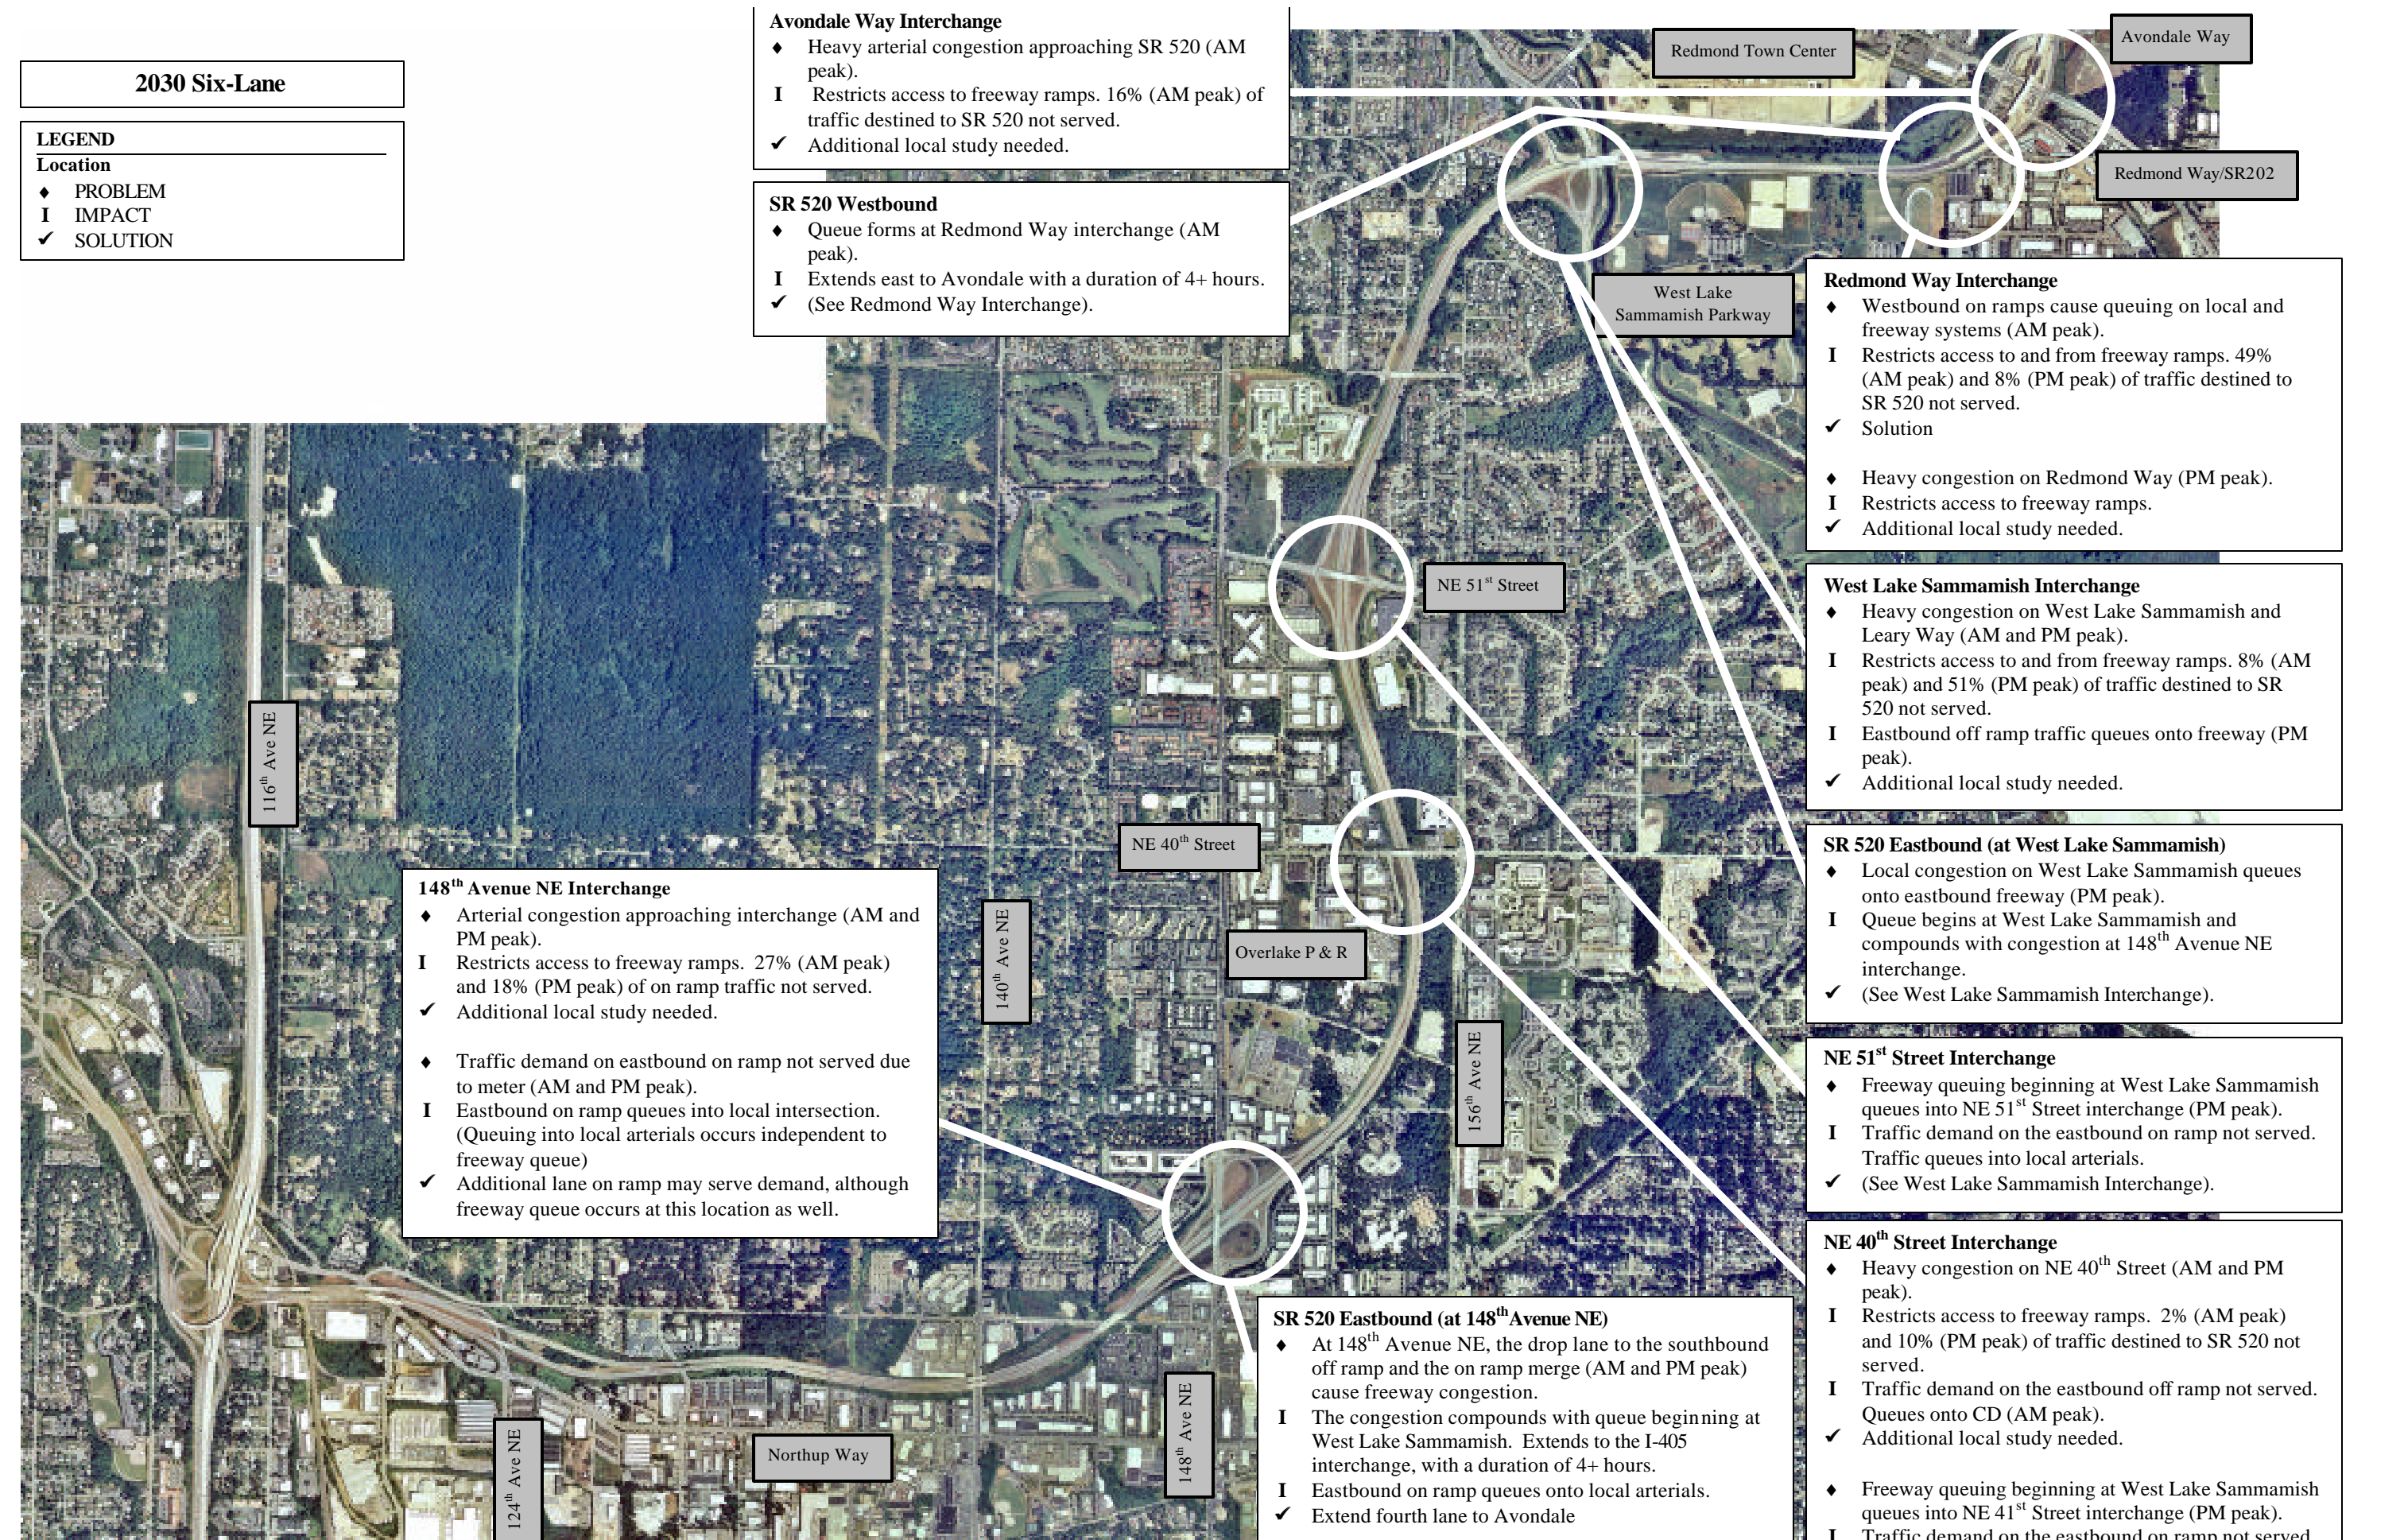 2030 Six-Lane
LEGEND
Location
♦ PROBLEM
I IMPACT
✓ SOLUTION
Avondale Way Interchange
♦ Heavy arterial congestion approaching SR 520 (AM
peak).
I Restricts access to freeway ramps. 16% (AM peak) of
traffic destined to SR 520 not served.
✓ Additional local study needed.
SR 520 Westbound
♦ Queue forms at Redmond Way interchange (AM
peak).
I Extends east to Avondale with a duration of 4+ hours.
✓ (See Redmond Way Interchange).
Redmond Town Center
Avondale Way
Redmond Way/SR202
West Lake
Sammamish Parkway
Redmond Way Interchange
♦ Westbound on ramps cause queuing on local and
freeway systems (AM peak).
I Restricts access to and from freeway ramps. 49%
(AM peak) and 8% (PM peak) of traffic destined to
SR 520 not served.
✓ Solution
♦ Heavy congestion on Redmond Way (PM peak).
I Restricts access to freeway ramps.
✓ Additional local study needed.
NE 51st Street
West Lake Sammamish Interchange
♦ Heavy congestion on West Lake Sammamish and
Leary Way (AM and PM peak).
I Restricts access to and from freeway ramps. 8% (AM
peak) and 51% (PM peak) of traffic destined to SR
520 not served.
I Eastbound off ramp traffic queues onto freeway (PM
peak).
✓ Additional local study needed.
116th Ave NE
NE 40th Street
SR 520 Eastbound (at West Lake Sammamish)
♦ Local congestion on West Lake Sammamish queues
onto eastbound freeway (PM peak).
I Queue begins at West Lake Sammamish and
compounds with congestion at 148th Avenue NE
interchange.
✓ (See West Lake Sammamish Interchange).
148th Avenue NE Interchange
♦ Arterial congestion approaching interchange (AM and
PM peak).
I Restricts access to freeway ramps. 27% (AM peak)
and 18% (PM peak) of on ramp traffic not served.
✓ Additional local study needed.
♦ Traffic demand on eastbound on ramp not served due
to meter (AM and PM peak).
I Eastbound on ramp queues into local intersection.
(Queuing into local arterials occurs independent to
freeway queue)
✓ Additional lane on ramp may serve demand, although
freeway queue occurs at this location as well.
140th Ave NE
Overlake P & R
156th Ave NE
NE 51st Street Interchange
♦ Freeway queuing beginning at West Lake Sammamish
queues into NE 51st Street interchange (PM peak).
I Traffic demand on the eastbound on ramp not served.
Traffic queues into local arterials.
✓ (See West Lake Sammamish Interchange).
NE 40th Street Interchange
♦ Heavy congestion on NE 40th Street (AM and PM
peak).
I Restricts access to freeway ramps. 2% (AM peak)
and 10% (PM peak) of traffic destined to SR 520 not
served.
I Traffic demand on the eastbound off ramp not served.
Queues onto CD (AM peak).
✓ Additional local study needed.
♦ Freeway queuing beginning at West Lake Sammamish
queues into NE 41st Street interchange (PM peak).
I Traffic demand on the eastbound on ramp not served
SR 520 Eastbound (at 148th Avenue NE)
♦ At 148th Avenue NE, the drop lane to the southbound
off ramp and the on ramp merge (AM and PM peak)
cause freeway congestion.
I The congestion compounds with queue beginning at
West Lake Sammamish. Extends to the I-405
interchange, with a duration of 4+ hours.
I Eastbound on ramp queues onto local arterials.
✓ Extend fourth lane to Avondale
148th Ave NE
Northup Way
124th Ave NE